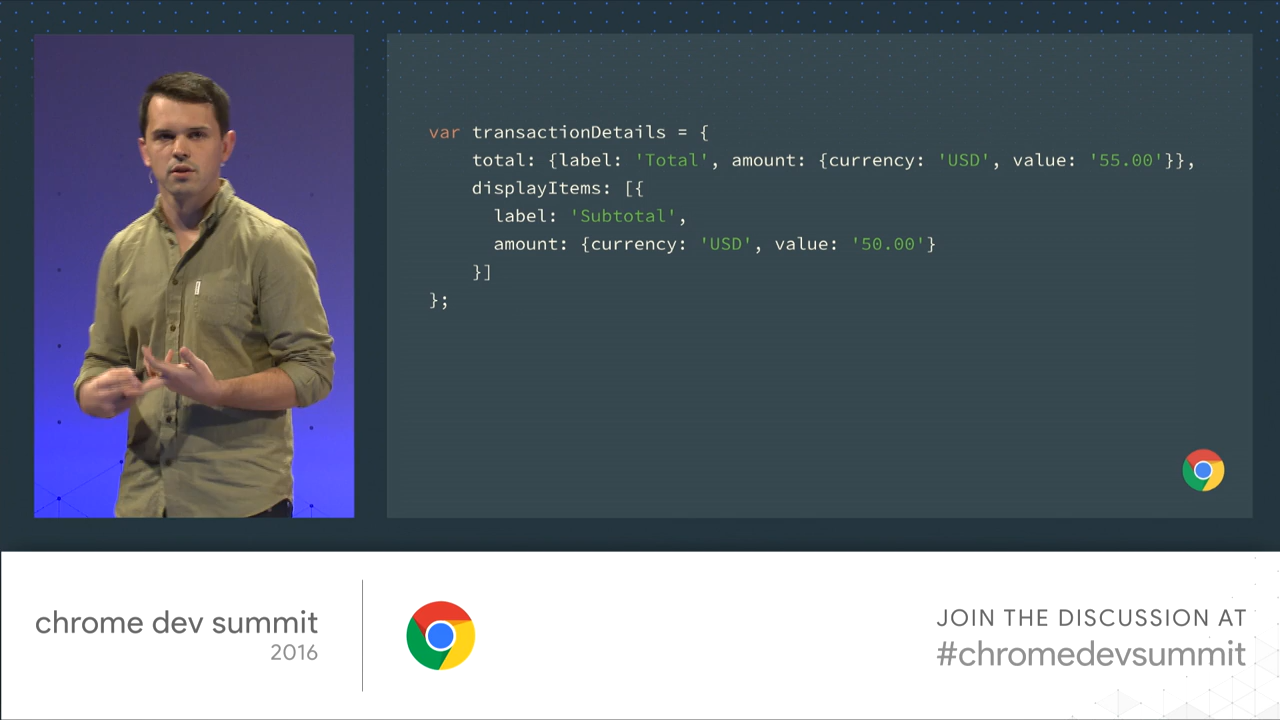 var transactionDetails = {
total: {label: 'Total', amount: {currency: 'USD', value: '55.00'}},
displayItems: [{
label: 'Subtotal',
amount: {currency: 'USD', value: '50.00'}
}]
};
chrome dev summit
2016
JOIN THE DISCUSSION AT
#chromedevsummit